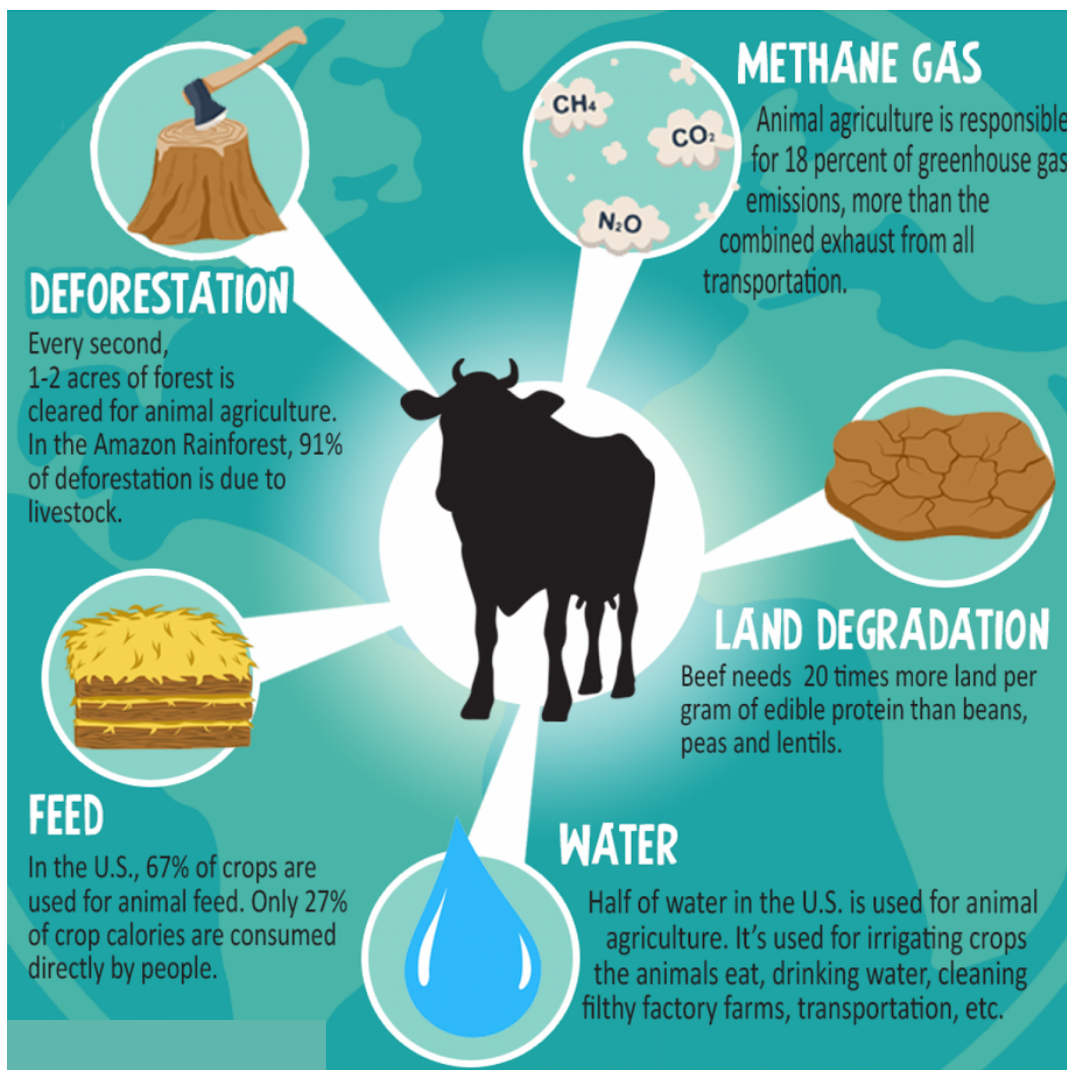 DEFORESTATION
Every second,
1-2 acres of forest is
cleared for animal agriculture.
In the Amazon Rainforest, 91%
of deforestation is due to
livestock.
CH₄
CO₂
N₂O
METHANE GAS
Animal agriculture is responsible
for 18 percent of greenhouse gas
emissions, more than the
combined exhaust from all
transportation.
LAND DEGRADATION
Beef needs 20 times more land per
gram of edible protein than beans,
peas and lentils.
FEED
In the U.S., 67% of crops are
used for animal feed. Only 27%
of crop calories are consumed
directly by people.
WATER
Half of water in the U.S. is used for animal
agriculture. It’s used for irrigating crops
the animals eat, drinking water, cleaning
filthy factory farms, transportation, etc.